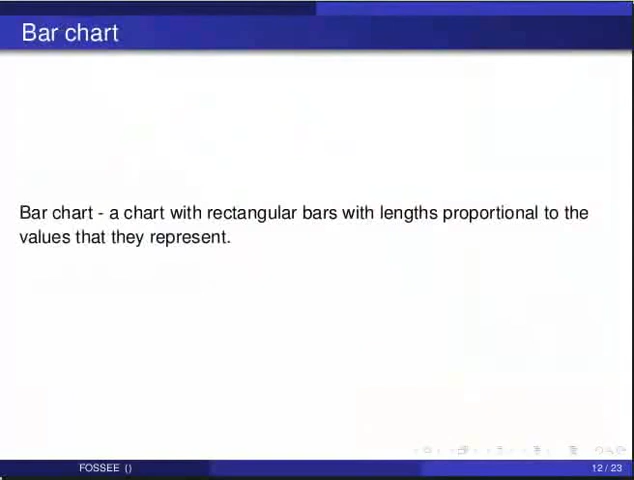 Bar chart
Bar chart - a chart with rectangular bars with lengths proportional to the
values that they represent.
FOSSEE ()
12 / 23